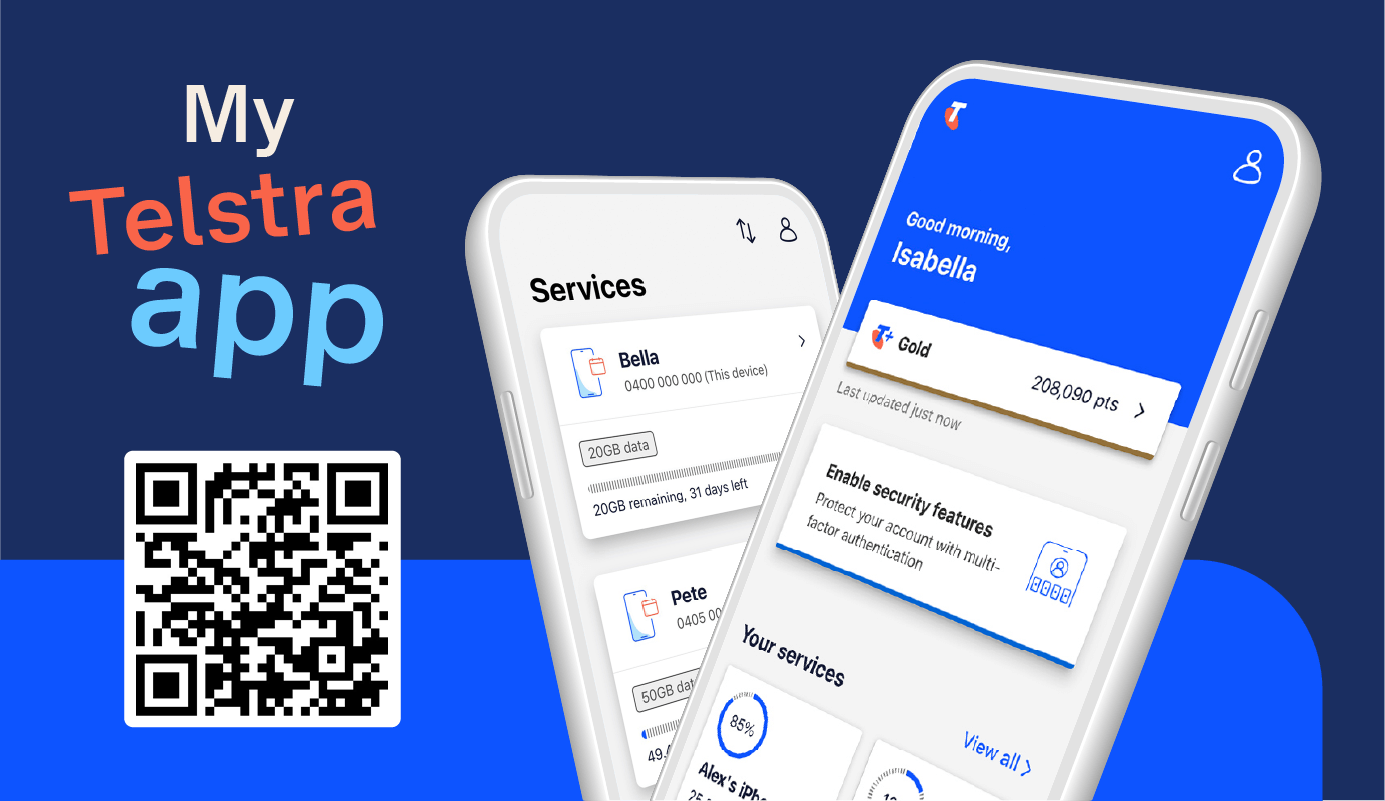 My
Telstra
app
Services
Bella
0400 000 000 (This device)
20GB data
20GB remaining, 31 days left
Pete
0405
50GB
49.
Good morning,
Isabella
T+ Gold
208,090 pts
Last updated just now
Enable security features
Protect your account with multi-
factor authentication
Your services
View all
85%
Alex's